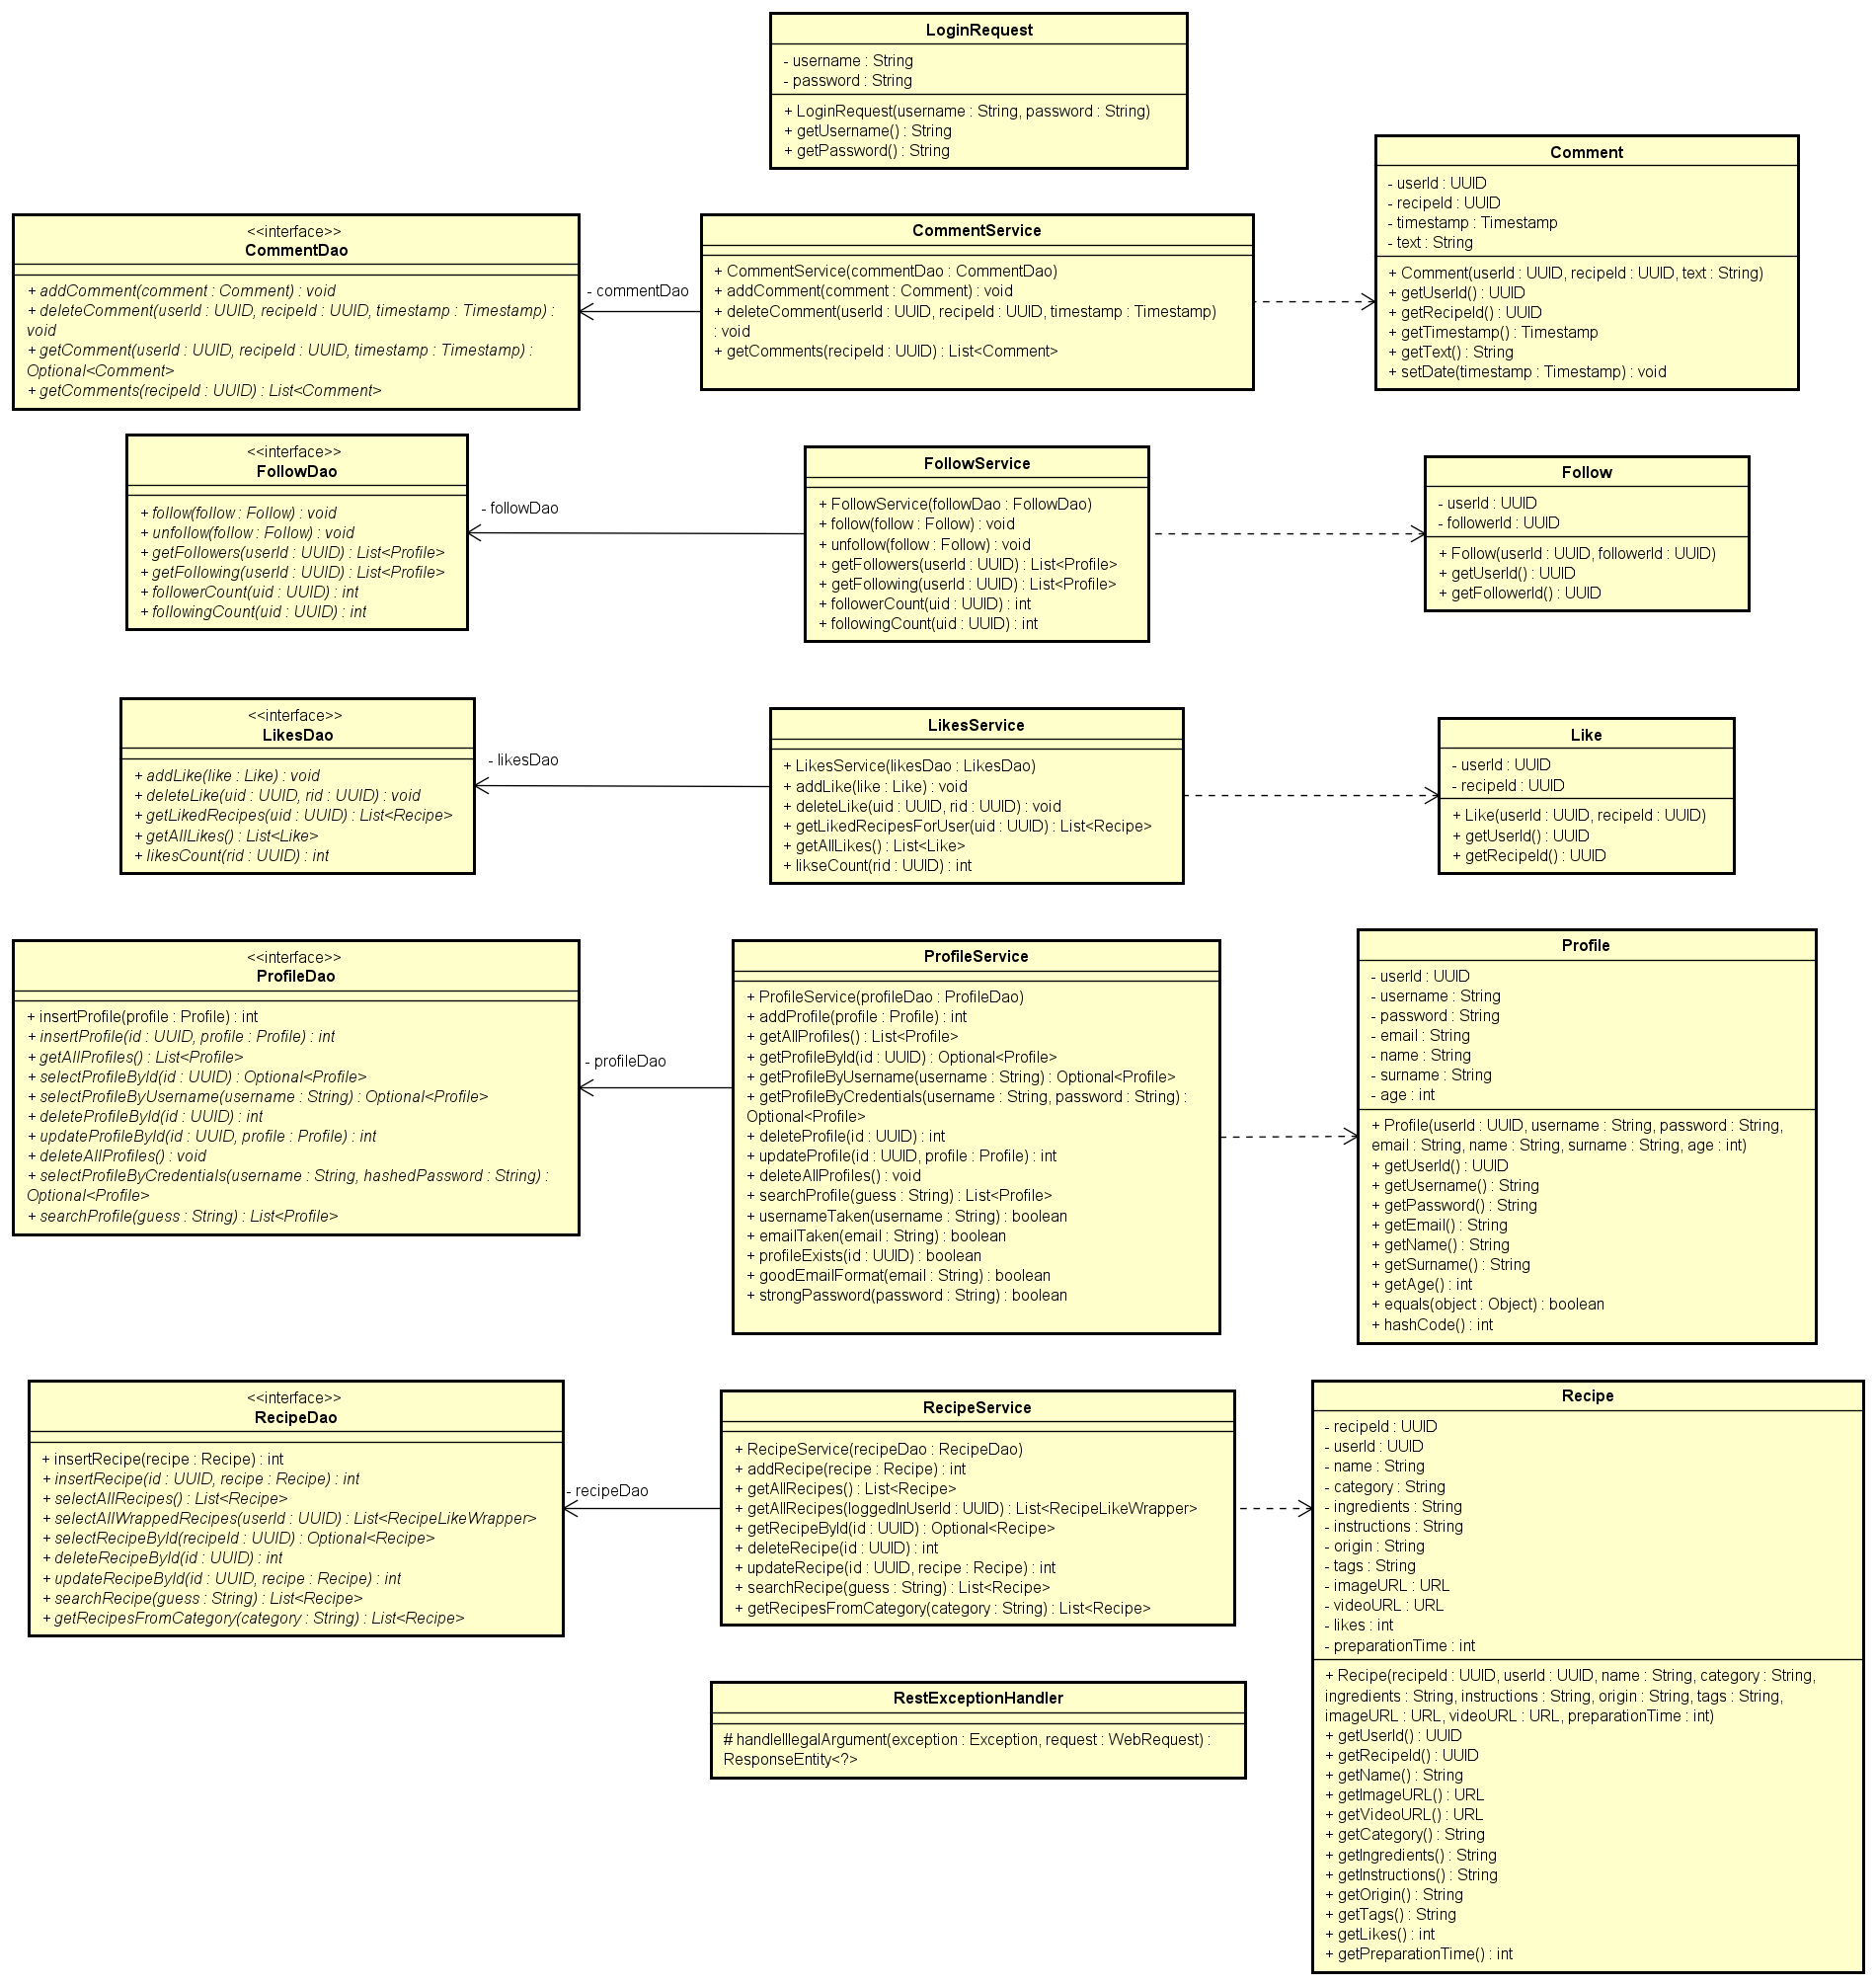 LoginRequest
- username : String
- password : String
+ LoginRequest(username : String, password : String)
+ getUsername() : String
+ getPassword() : String
<<interface>>
CommentDao
+ addComment(comment : Comment) : void
+ deleteComment(userId : UUID, recipeId : UUID, timestamp : Timestamp) :
void
+ getComment(userId : UUID, recipeId : UUID, timestamp : Timestamp) :
Optional<Comment>
+ getComments(recipeId : UUID) : List<Comment>
- commentDao
CommentService
+ CommentService(commentDao : CommentDao)
+ addComment(comment : Comment) : void
+ deleteComment(userId : UUID, recipeId : UUID, timestamp : Timestamp)
: void
+ getComments(recipeId : UUID) : List<Comment>
Comment
- userId : UUID
- recipeId : UUID
- timestamp : Timestamp
- text : String
+ Comment(userId : UUID, recipeId : UUID, text : String)
+ getUserId() : UUID
+ getRecipeId() : UUID
+ getTimestamp() : Timestamp
+ getText() : String
+ setDate(timestamp : Timestamp) : void
<<interface>>
FollowDao
+ follow(follow : Follow) : void
+ unfollow(follow : Follow) : void
+ getFollowers(userId : UUID) : List<Profile>
+ getFollowing(userId : UUID) : List<Profile>
+ followerCount(uid : UUID) : int
+ followingCount(uid : UUID) : int
- followDao
FollowService
+ FollowService(followDao : FollowDao)
+ follow(follow : Follow) : void
+ unfollow(follow : Follow) : void
+ getFollowers(userId : UUID) : List<Profile>
+ getFollowing(userId : UUID) : List<Profile>
+ followerCount(uid : UUID) : int
+ followingCount(uid : UUID) : int
Follow
- userId : UUID
- followerId : UUID
+ Follow(userId : UUID, followerId : UUID)
+ getUserId() : UUID
+ getFollowerId() : UUID
<<interface>>
LikesDao
+ addLike(like : Like) : void
+ deleteLike(uid : UUID, rid : UUID) : void
+ getLikedRecipes(uid : UUID) : List<Recipe>
+ getAllLikes() : List<Like>
+ likesCount(rid : UUID) : int
- likesDao
LikesService
+ LikesService(likesDao : LikesDao)
+ addLike(like : Like) : void
+ deleteLike(uid : UUID, rid : UUID) : void
+ getLikedRecipesForUser(uid : UUID) : List<Recipe>
+ getAllLikes() : List<Like>
+ likseCount(rid : UUID) : int
Like
- userId : UUID
- recipeId : UUID
+ Like(userId : UUID, recipeId : UUID)
+ getUserId() : UUID
+ getRecipeId() : UUID
<<interface>>
ProfileDao
+ insertProfile(profile : Profile) : int
+ insertProfile(id : UUID, profile : Profile) : int
+ getAllProfiles() : List<Profile>
+ selectProfileById(id : UUID) : Optional<Profile>
+ selectProfileByUsername(username : String) : Optional<Profile>
+ deleteProfileById(id : UUID) : int
+ updateProfileById(id : UUID, profile : Profile) : int
+ deleteAllProfiles() : void
+ selectProfileByCredentials(username : String, hashedPassword : String) :
Optional<Profile>
+ searchProfile(guess : String) : List<Profile>
- profileDao
ProfileService
+ ProfileService(profileDao : ProfileDao)
+ addProfile(profile : Profile) : int
+ getAllProfiles() : List<Profile>
+ getProfileById(id : UUID) : Optional<Profile>
+ getProfileByUsername(username : String) : Optional<Profile>
+ getProfileByCredentials(username : String, password : String) :
Optional<Profile>
+ deleteProfile(id : UUID) : int
+ updateProfile(id : UUID, profile : Profile) : int
+ deleteAllProfiles() : void
+ searchProfile(guess : String) : List<Profile>
+ usernameTaken(username : String) : boolean
+ emailTaken(email : String) : boolean
+ profileExists(id : UUID) : boolean
+ goodEmailFormat(email : String) : boolean
+ strongPassword(password : String) : boolean
Profile
- userId : UUID
- username : String
- password : String
- email : String
- name : String
- surname : String
- age : int
+ Profile(userId : UUID, username : String, password : String,
email : String, name : String, surname : String, age : int)
+ getUserId() : UUID
+ getUsername() : String
+ getPassword() : String
+ getEmail() : String
+ getName() : String
+ getSurname() : String
+ getAge() : int
+ equals(object : Object) : boolean
+ hashCode() : int
<<interface>>
RecipeDao
+ insertRecipe(recipe : Recipe) : int
+ insertRecipe(id : UUID, recipe : Recipe) : int
+ selectAllRecipes() : List<Recipe>
+ selectAllWrappedRecipes(userId : UUID) : List<RecipeLikeWrapper>
+ selectRecipeById(recipeId : UUID) : Optional<Recipe>
+ deleteRecipeById(id : UUID) : int
+ updateRecipeById(id : UUID, recipe : Recipe) : int
+ searchRecipe(guess : String) : List<Recipe>
+ getRecipesFromCategory(category : String) : List<Recipe>
- recipeDao
RecipeService
+ RecipeService(recipeDao : RecipeDao)
+ addRecipe(recipe : Recipe) : int
+ getAllRecipes() : List<Recipe>
+ getAllRecipes(loggedInUserId : UUID) : List<RecipeLikeWrapper>
+ getRecipeById(id : UUID) : Optional<Recipe>
+ deleteRecipe(id : UUID) : int
+ updateRecipe(id : UUID, recipe : Recipe) : int
+ searchRecipe(guess : String) : List<Recipe>
+ getRecipesFromCategory(category : String) : List<Recipe>
Recipe
- recipeId : UUID
- userId : UUID
- name : String
- category : String
- ingredients : String
- instructions : String
- origin : String
- tags : String
- imageURL : URL
- videoURL : URL
- likes : int
- preparationTime : int
+ Recipe(recipeId : UUID, userId : UUID, name : String, category : String,
ingredients : String, instructions : String, origin : String, tags : String,
imageURL : URL, videoURL : URL, preparationTime : int)
+ getUserId() : UUID
+ getRecipeId() : UUID
+ getName() : String
+ getImageURL() : URL
+ getVideoURL() : URL
+ getCategory() : String
+ getIngredients() : String
+ getInstructions() : String
+ getOrigin() : String
+ getTags() : String
+ getLikes() : int
+ getPreparationTime() : int
RestExceptionHandler
# handleIllegalArgument(exception : Exception, request : WebRequest) :
ResponseEntity<?>